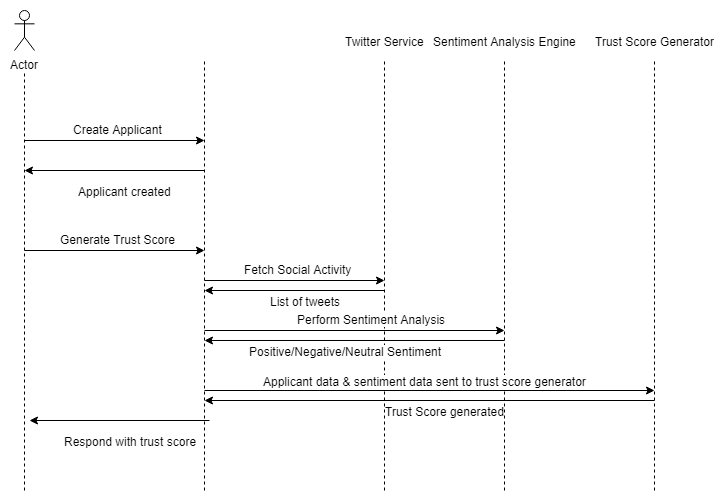 Twitter Service
Sentiment Analysis Engine
Trust Score Generator
Actor
Create Applicant
Applicant created
Generate Trust Score
Fetch Social Activity
List of tweets
Perform Sentiment Analysis
Positive/Negative/Neutral Sentiment
Applicant data & sentiment data sent to trust score generator
Trust Score generated
Respond with trust score